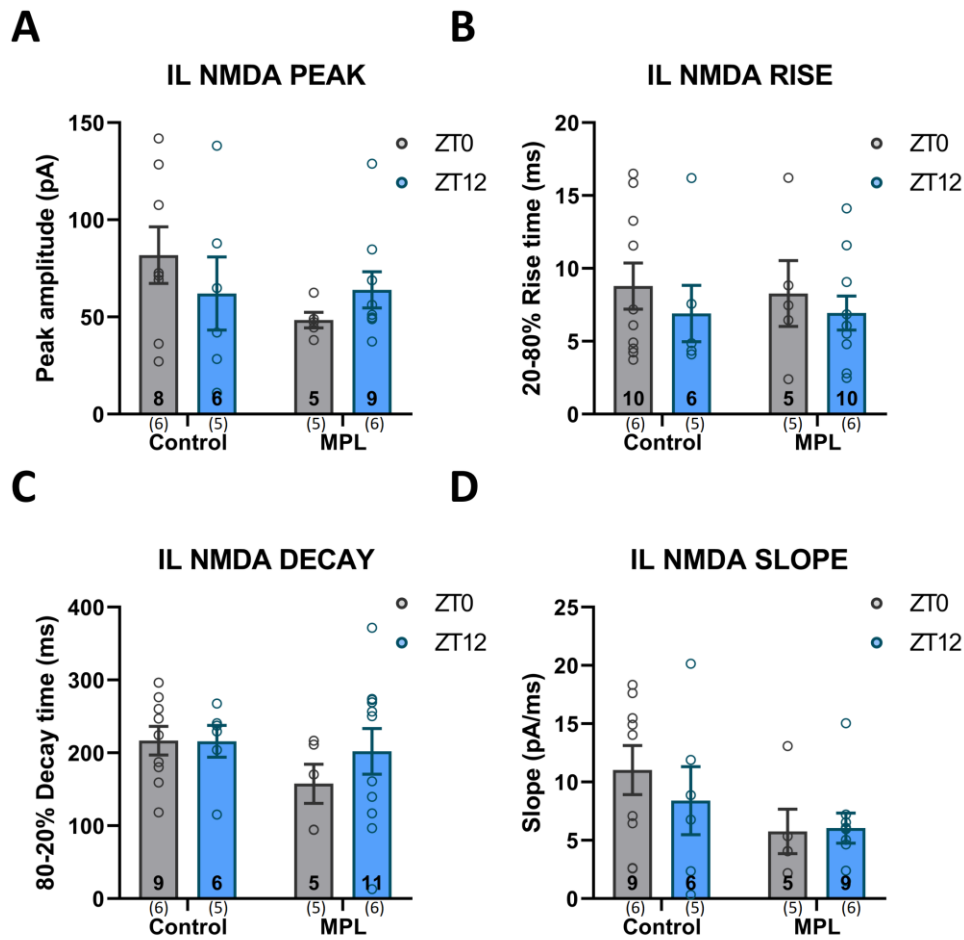 A
IL NMDA PEAK
Peak amplitude (pA)
150
100
50
0
ZT0
ZT12
8
6
5
9
(6)
(5)
(5)
(6)
Control
MPL
B
IL NMDA RISE
20-80% Rise time (ms)
20
15
10
5
0
ZT0
ZT12
10
6
5
10
(6)
(5)
(5)
(6)
Control
MPL
C
IL NMDA DECAY
80-20% Decay time (ms)
400
300
200
100
0
ZT0
ZT12
9
6
5
11
(6)
(5)
(5)
(6)
Control
MPL
D
IL NMDA SLOPE
Slope (pA/ms)
25
20
15
10
5
0
ZT0
ZT12
9
6
5
9
(6)
(5)
(5)
(6)
Control
MPL